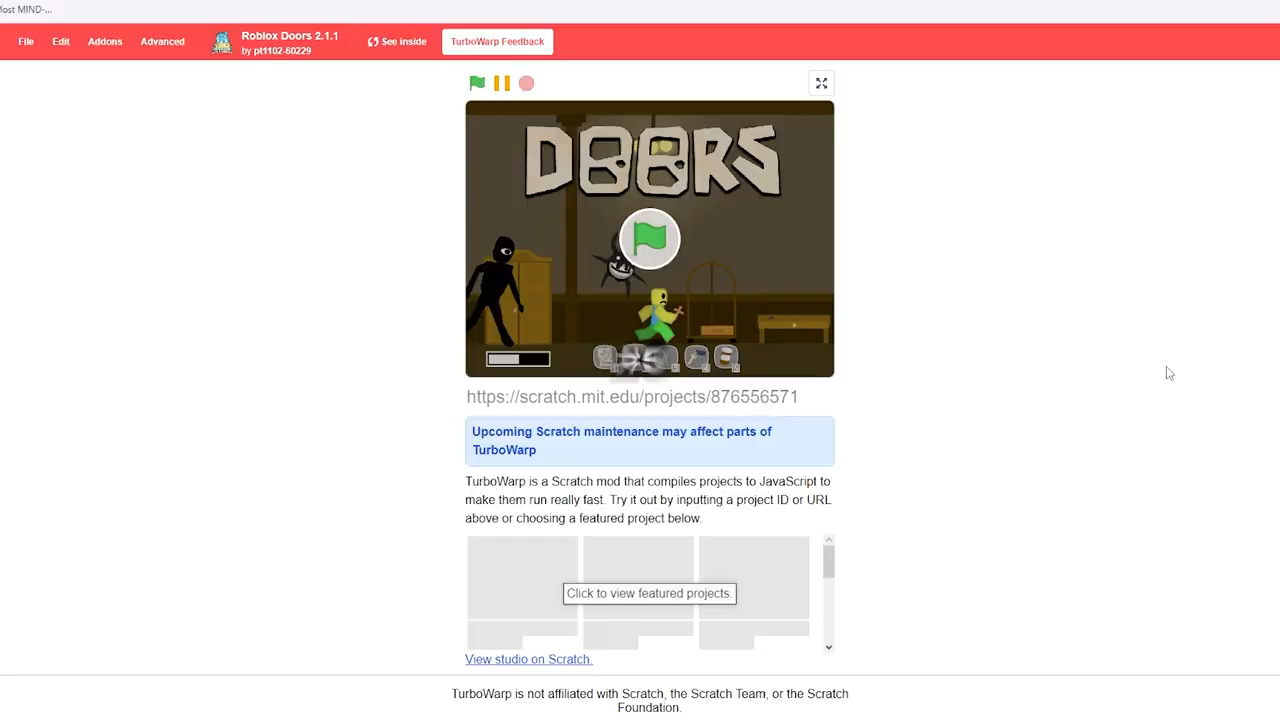 Most MIND-...
File Edit Addons Advanced Roblox Doors 2.1.1 See inside TurboWarp Feedback
by pt1102-60229
DOORS
https://scratch.mit.edu/projects/876556571
Upcoming Scratch maintenance may affect parts of
TurboWarp
TurboWarp is a Scratch mod that compiles projects to JavaScript to
make them run really fast. Try it out by inputting a project ID or URL
above or choosing a featured project below.
Click to view featured projects.
View studio on Scratch.
TurboWarp is not affiliated with Scratch, the Scratch Team, or the Scratch
Foundation.